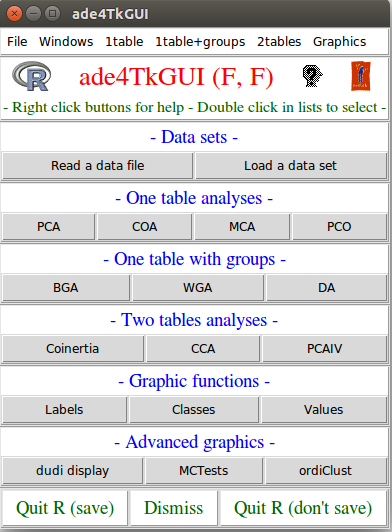 ade4TkGUI
File Windows 1table 1table+groups 2tables Graphics
R ade4TkGUI (F, F) ?
- Right click buttons for help - Double click in lists to select -
- Data sets -
Read a data file Load a data set
- One table analyses -
PCA COA MCA PCO
- One table with groups -
BGA WGA DA
- Two tables analyses -
Coinertia CCA PCAIV
- Graphic functions -
Labels Classes Values
- Advanced graphics -
dudi display MCTests ordiClust
Quit R (save) Dismiss Quit R (don't save)